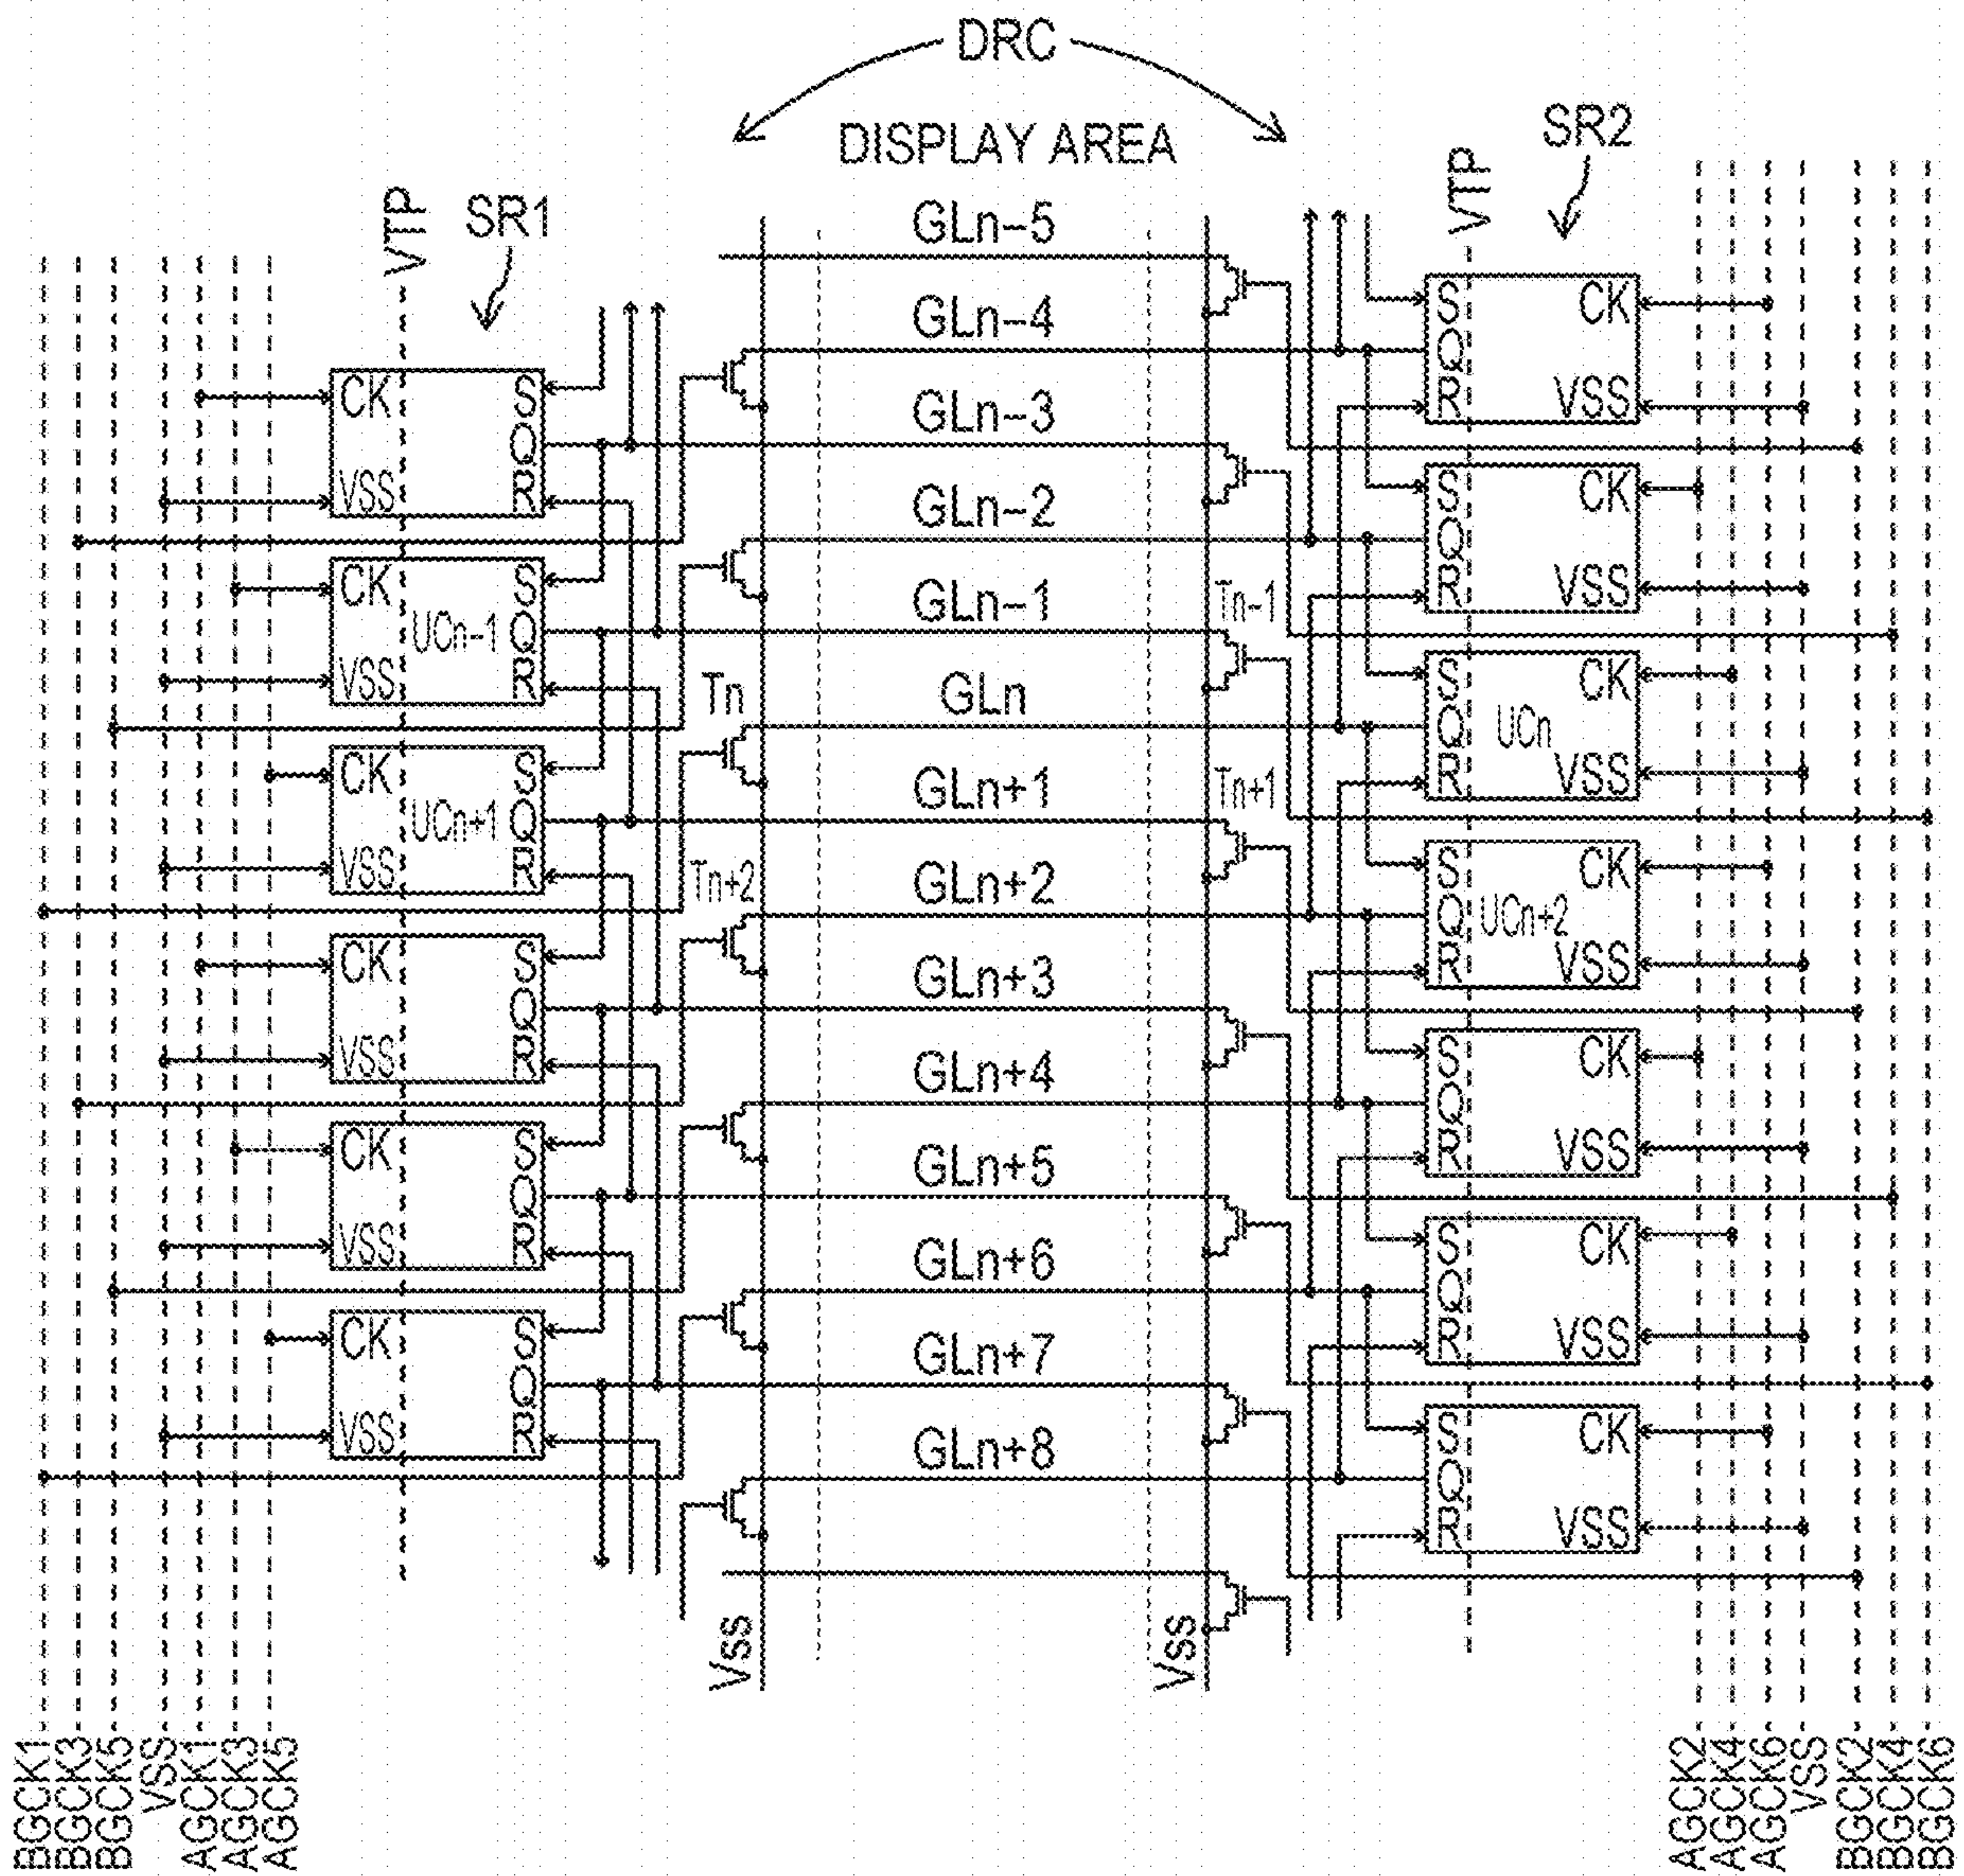 DRC
DISPLAY AREA
SR2
VTP
VTP
SR1
GLn-5
GLn-4
GLn-3
GLn-2
GLn-1
GLn
GLn+1
GLn+2
GLn+3
GLn+4
GLn+5
GLn+6
GLn+7
GLn+8
CK S
Q
VSS R
CK S
UCn-1 Q
VSS R
CK S
UCn+1 Q
VSS R
CK S
Q
VSS R
CK S
Q
VSS R
CK S
Q
VSS R
Tn
Tn+2
Tn-1
Tn+1
S CK
Q
R VSS
S CK
Q
R VSS
S CK
Q UCn
R VSS
S CK
Q UCn+2
R VSS
S CK
Q
R VSS
S CK
Q
R VSS
S CK
Q
R VSS
Vss
Vss
BGCK1
BGCK3
BGCK5
VSS
AGCK1
AGCK3
AGCK5
AGCK2
AGCK4
AGCK6
VSS
BGCK2
BGCK4
BGCK6